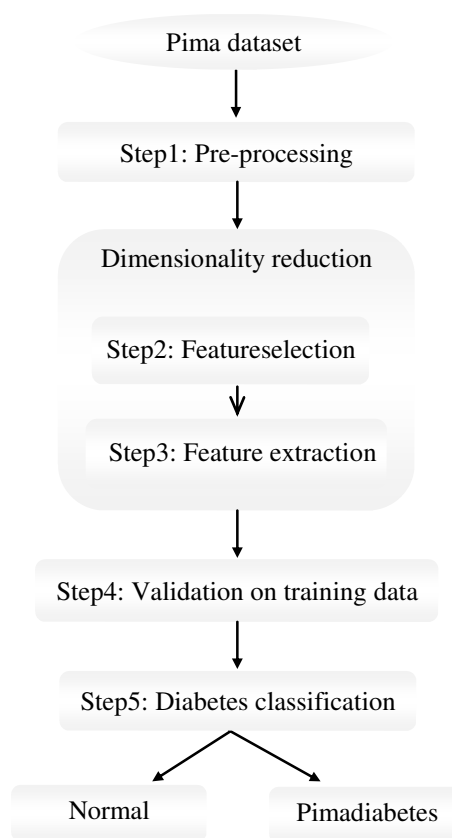 Pima dataset
Step1: Pre-processing
Dimensionality reduction
Step2: Featureselection
Step3: Feature extraction
Step4: Validation on training data
Step5: Diabetes classification
Normal
Pimadiabetes